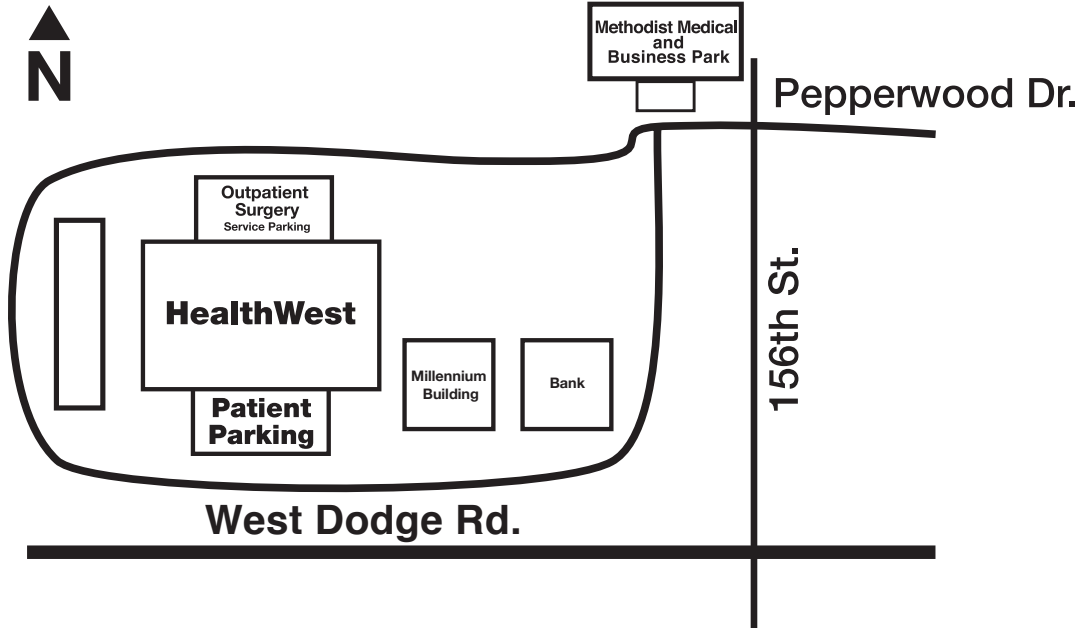 N
Methodist Medical
and
Business Park
Pepperwood Dr.
Outpatient
Surgery
Service Parking
HealthWest
156th St.
Millennium
Building
Bank
Patient
Parking
West Dodge Rd.